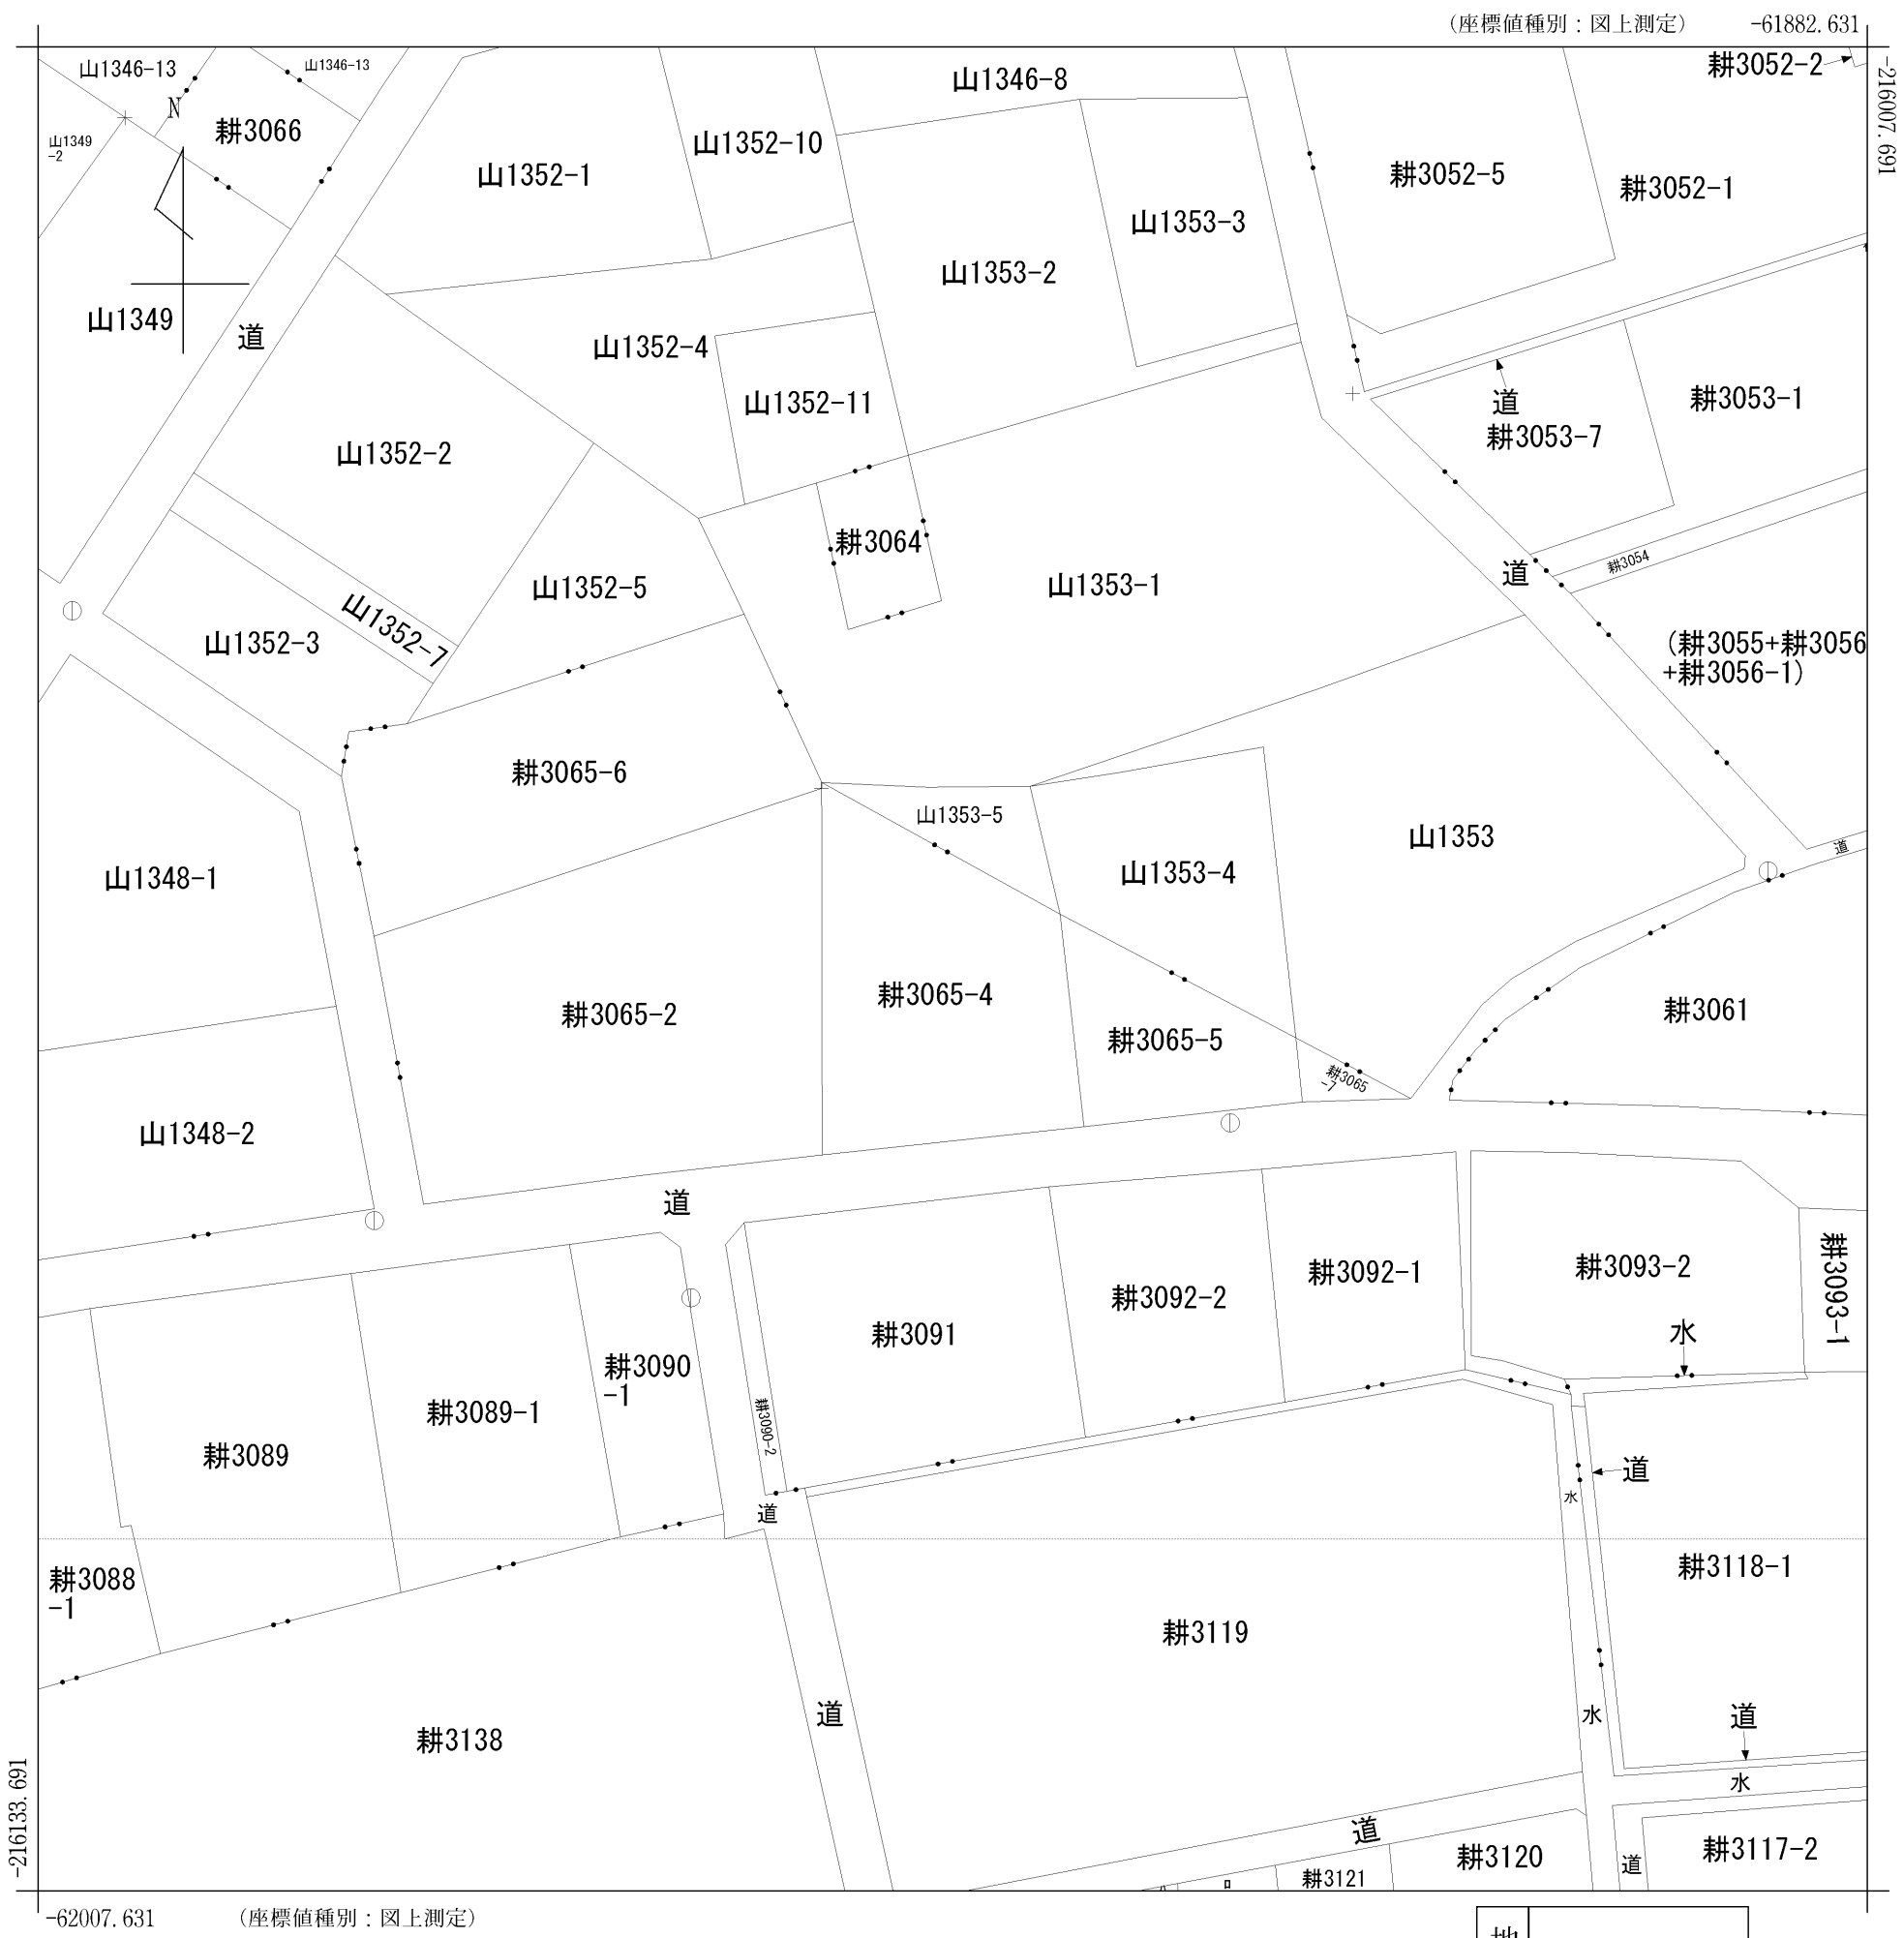 （座標値種別：図上測定）
-61882.631
-216007.691
山1346-13
山1346-13
N
耕3066
山1349
-2
山1349
道
山1352-1
山1352-10
山1346-8
山1353-3
山1353-2
耕3052-5
耕3052-1
耕3052-2
山1352-4
山1352-11
山1352-2
道
耕3053-7
耕3053-1
耕3064
山1352-5
山1353-1
道
耕3054
山1352-3
山1352-7
（耕3055+耕3056
+耕3056-1）
耕3065-6
山1353-5
山1353-4
山1353
道
山1348-1
耕3065-2
耕3065-4
耕3065-5
耕3061
耕3065
-7
山1348-2
道
耕3091
耕3092-2
耕3092-1
耕3093-2
耕3093-1
水
耕3090
-1
耕3090-2
耕3089-1
耕3089
道
道
水
耕3088
-1
耕3118-1
耕3119
耕3138
道
水
道
水
道
耕3120
耕3121
道
耕3117-2
-216133.691
-62007.631
（座標値種別：図上測定）